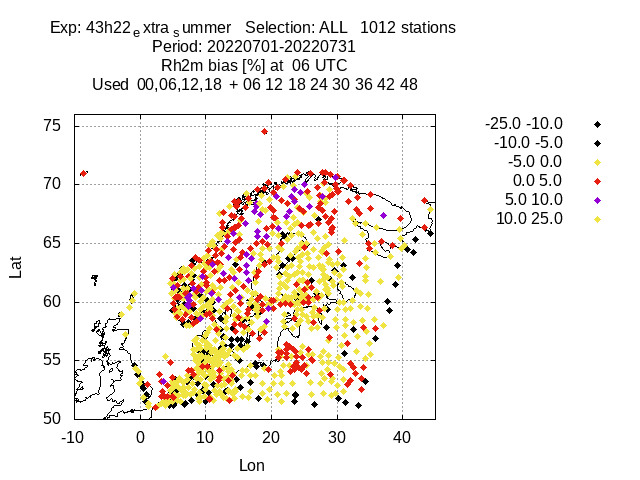 Exp: 43h22extrasummer Selection: ALL 1012 stations
Period: 20220701-20220731
Rh2m bias [%] at 06 UTC
Used 00,06,12,18 + 06 12 18 24 30 36 42 48
-25.0 -10.0
-10.0 -5.0
-5.0 0.0
0.0 5.0
5.0 10.0
10.0 25.0
75
70
65
60
55
50
Lat
-10 0 10 20 30 40
Lon